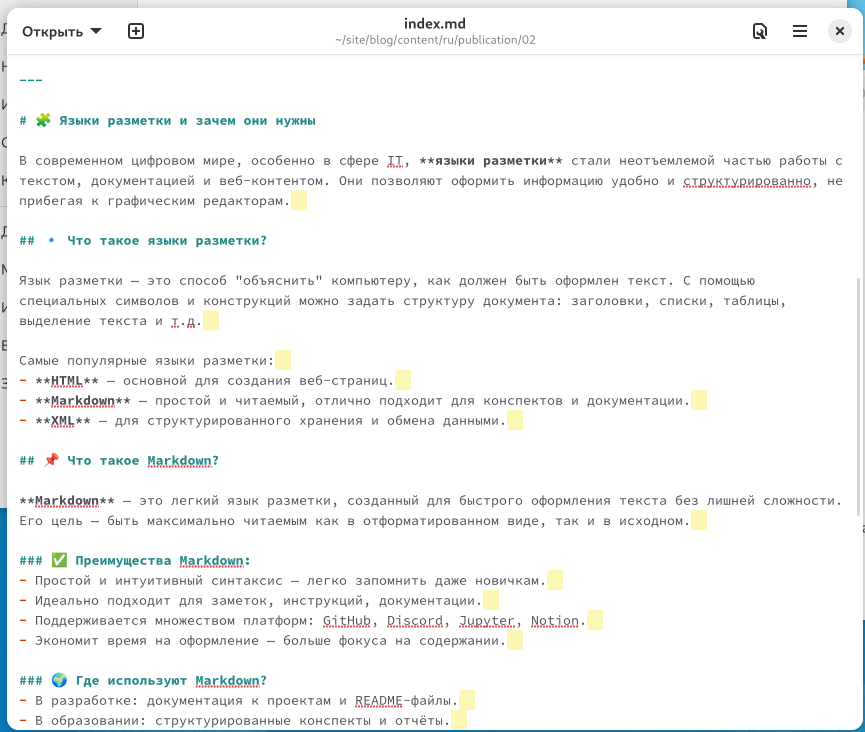 Открыть
index.md
~/site/blog/content/ru/publication/02
---
# 🧩 Языки разметки и зачем они нужны
В современном цифровом мире, особенно в сфере IT, **языки разметки** стали неотъемлемой частью работы с
текстом, документацией и веб-контентом. Они позволяют оформить информацию удобно и структурированно, не
прибегая к графическим редакторам.
## 🔹 Что такое языки разметки?
Язык разметки — это способ "объяснить" компьютеру, как должен быть оформлен текст. С помощью
специальных символов и конструкций можно задать структуру документа: заголовки, списки, таблицы,
выделение текста и т.д.
Самые популярные языки разметки:
- **HTML** — основной для создания веб-страниц.
- **Markdown** — простой и читаемый, отлично подходит для конспектов и документации.
- **XML** — для структурированного хранения и обмена данными.
## 📌 Что такое Markdown?
**Markdown** — это легкий язык разметки, созданный для быстрого оформления текста без лишней сложности.
Его цель — быть максимально читаемым как в отформатированном виде, так и в исходном.
### ✅ Преимущества Markdown:
- Простой и интуитивный синтаксис — легко запомнить даже новичкам.
- Идеально подходит для заметок, инструкций, документации.
- Поддерживается множеством платформ: GitHub, Discord, Jupyter, Notion.
- Экономит время на оформление — больше фокуса на содержании.
### 🌍 Где используют Markdown?
- В разработке: документация к проектам и README-файлы.
- В образовании: структурированные конспекты и отчёты.